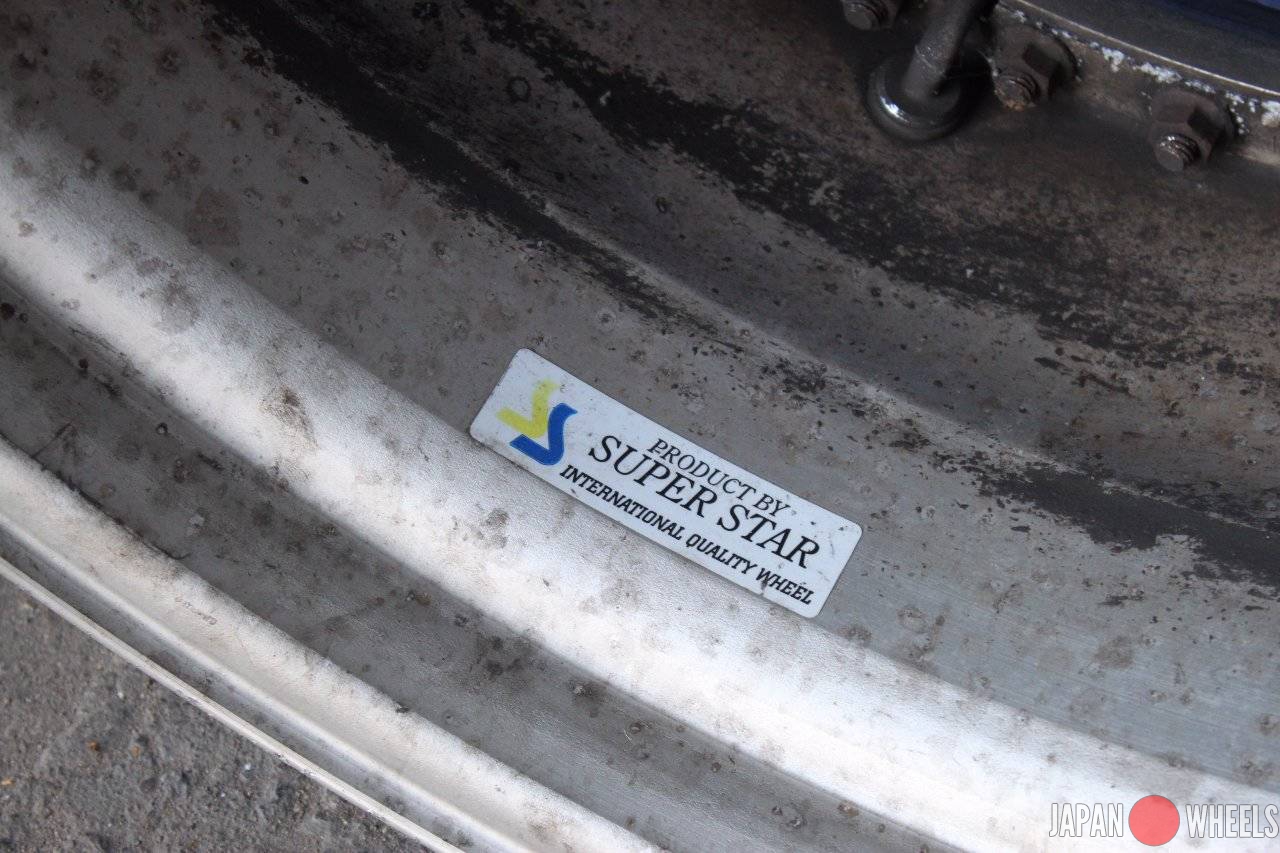 PRODUCT BY
SUPER STAR
INTERNATIONAL QUALITY WHEEL
JAPAN WHEELS